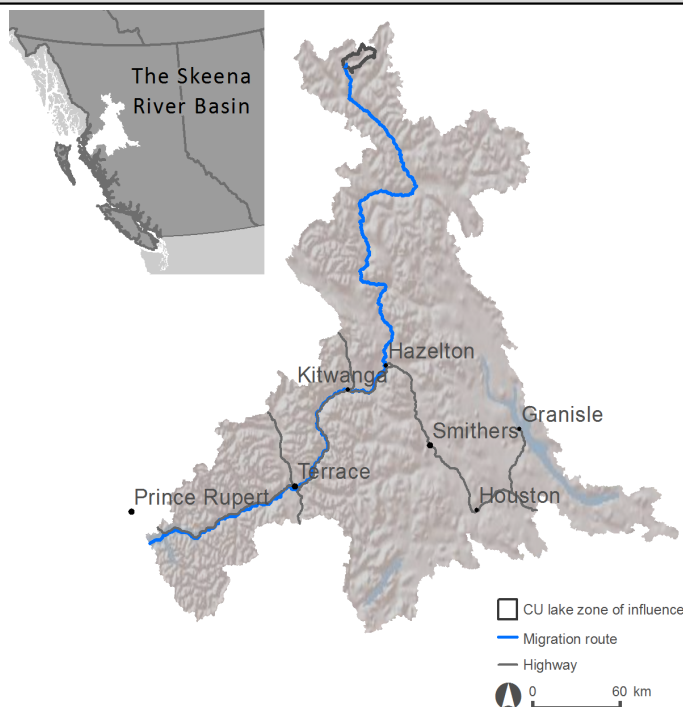 The Skeena
River Basin
Hazelton
Kitwanga
Granisle
Smithers
Terrace
Prince Rupert
Houston
CU lake zone of influence
Migration route
Highway
0 60 km